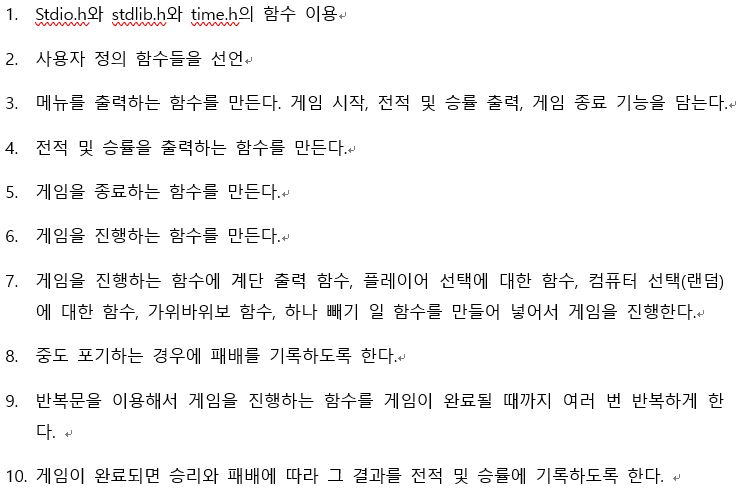 1. Stdio.h와 stdlib.h와 time.h의 함수 이용
2. 사용자 정의 함수들을 선언
3. 메뉴를 출력하는 함수를 만든다. 게임 시작, 전적 및 승률 출력, 게임 종료 기능을 담는다.
4. 전적 및 승률을 출력하는 함수를 만든다.
5. 게임을 종료하는 함수를 만든다.
6. 게임을 진행하는 함수를 만든다.
7. 게임을 진행하는 함수에 계단 출력 함수, 플레이어 선택에 대한 함수, 컴퓨터 선택(랜덤)
에 대한 함수, 가위바위보 함수, 하나 빼기 일 함수를 만들어 넣어서 게임을 진행한다.
8. 중도 포기하는 경우에 패배를 기록하도록 한다.
9. 반복문을 이용해서 게임을 진행하는 함수를 게임이 완료될 때까지 여러 번 반복하게 한
다.
10. 게임이 완료되면 승리와 패배에 따라 그 결과를 전적 및 승률에 기록하도록 한다.